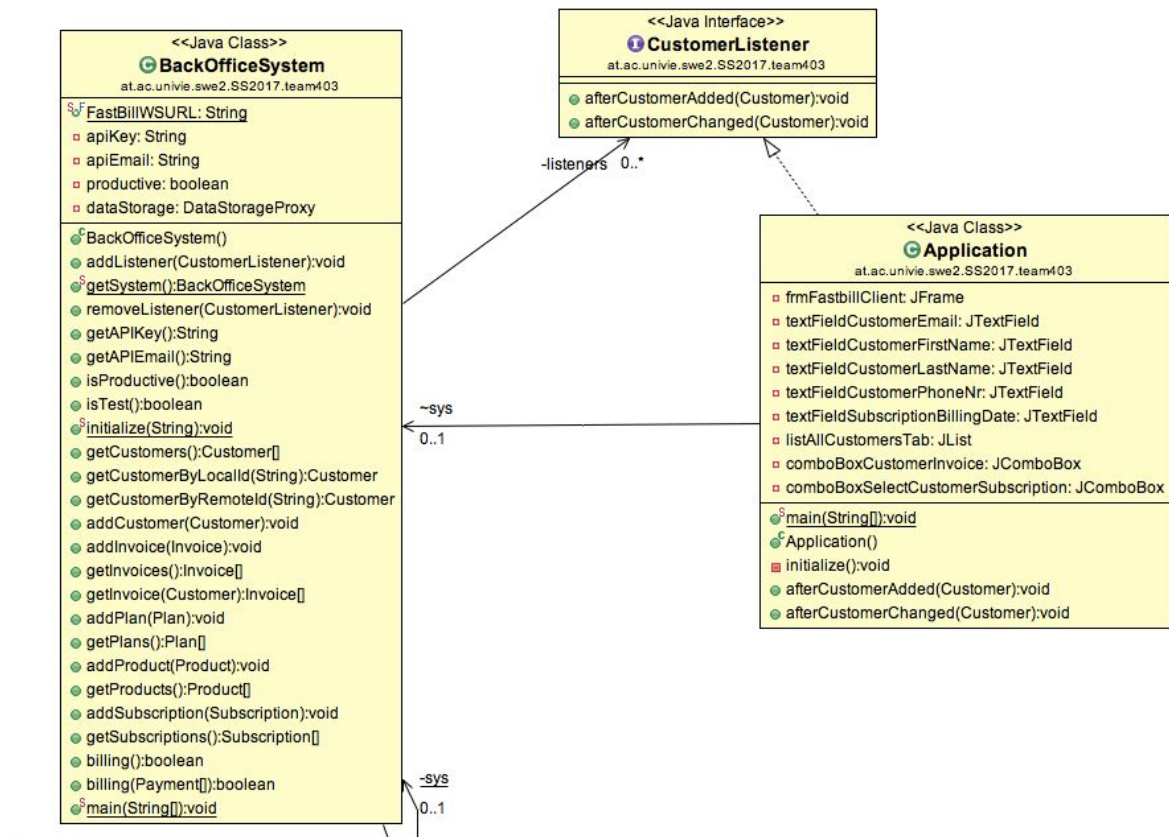 <<Java Class>>
BackOfficeSystem
at.ac.univie.swe2.SS2017.team403
FastBillWSURL: String
apiKey: String
apiEmail: String
productive: boolean
dataStorage: DataStorageProxy
BackOfficeSystem()
addListener(CustomerListener):void
getSystem():BackOfficeSystem
removeListener(CustomerListener):void
getAPIKey():String
getAPIEmail():String
isProductive():boolean
isTest():boolean
initialize(String):void
getCustomers():Customer[]
getCustomerByLocalId(String):Customer
getCustomerByRemoteId(String):Customer
addCustomer(Customer):void
addInvoice(Invoice):void
getInvoices():Invoice[]
getInvoice(Customer):Invoice[]
addPlan(Plan):void
getPlans():Plan[]
addProduct(Product):void
getProducts():Product[]
addSubscription(Subscription):void
getSubscriptions():Subscription[]
billing():boolean
billing(Payment[]):boolean
main(String[]):void
<<Java Interface>>
CustomerListener
at.ac.univie.swe2.SS2017.team403
afterCustomerAdded(Customer):void
afterCustomerChanged(Customer):void
-listeners 0..*
<<Java Class>>
Application
at.ac.univie.swe2.SS2017.team403
frmFastbillClient: JFrame
textFieldCustomerEmail: JTextField
textFieldCustomerFirstName: JTextField
textFieldCustomerLastName: JTextField
textFieldCustomerPhoneNr: JTextField
textFieldSubscriptionBillingDate: JTextField
listAllCustomersTab: JList
comboBoxCustomerInvoice: JComboBox
comboBoxSelectCustomerSubscription: JComboBox
main(String[]):void
Application()
initialize():void
afterCustomerAdded(Customer):void
afterCustomerChanged(Customer):void
~sys
0..1
-sys
0..1